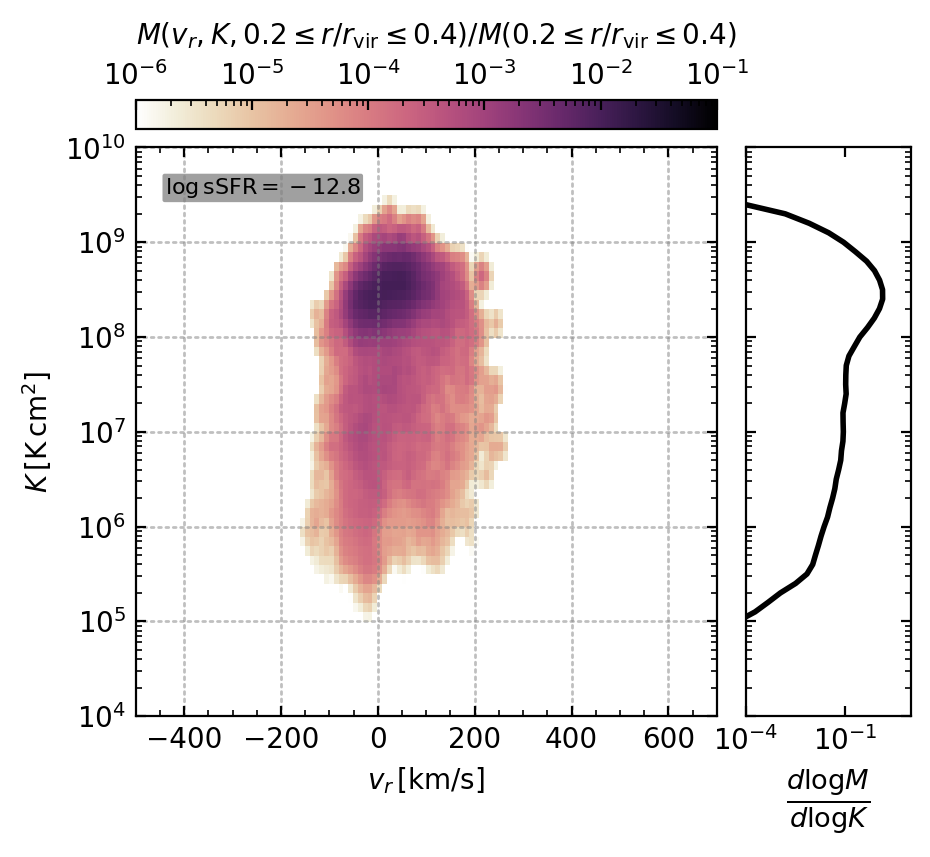 M(v_r, K, 0.2 ≤ r/r_vir ≤ 0.4)/M(0.2 ≤ r/r_vir ≤ 0.4)
10^−6 10^−5 10^−4 10^−3 10^−2 10^−1
10^10
log sSFR = −12.8
10^9
10^8
10^7
K [K cm^2]
10^6
10^5
10^4
−400 −200 0 200 400 600 10^−4 10^−1
v_r [km/s]
dlogM
dlogK